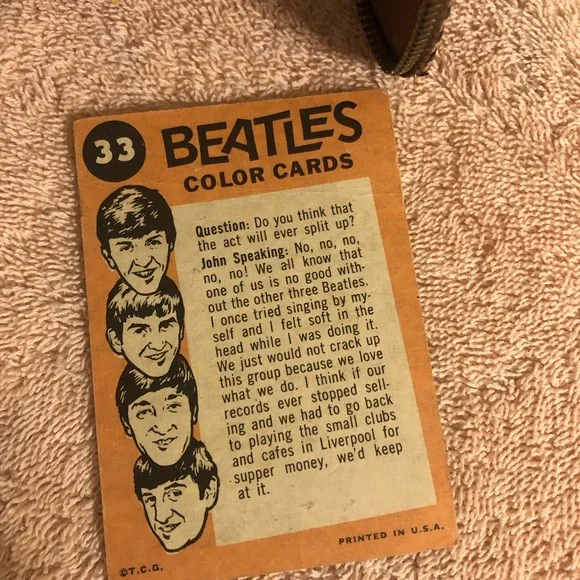 33
BEATLES
COLOR CARDS
Question: Do you think that
the act will ever split up?
John Speaking: No, no, no,
no, no! We all know that
one of us is no good with-
out the other three Beatles.
I once tried singing by my-
self and I felt soft in the
head while I was doing it.
We just would not crack up
this group because we love
what we do. I think if our
records ever stopped sell-
ing and we had to go back
to playing the small clubs
and cafes in Liverpool for
supper money, we'd keep
at it.
©T.C.G.
PRINTED IN U.S.A.